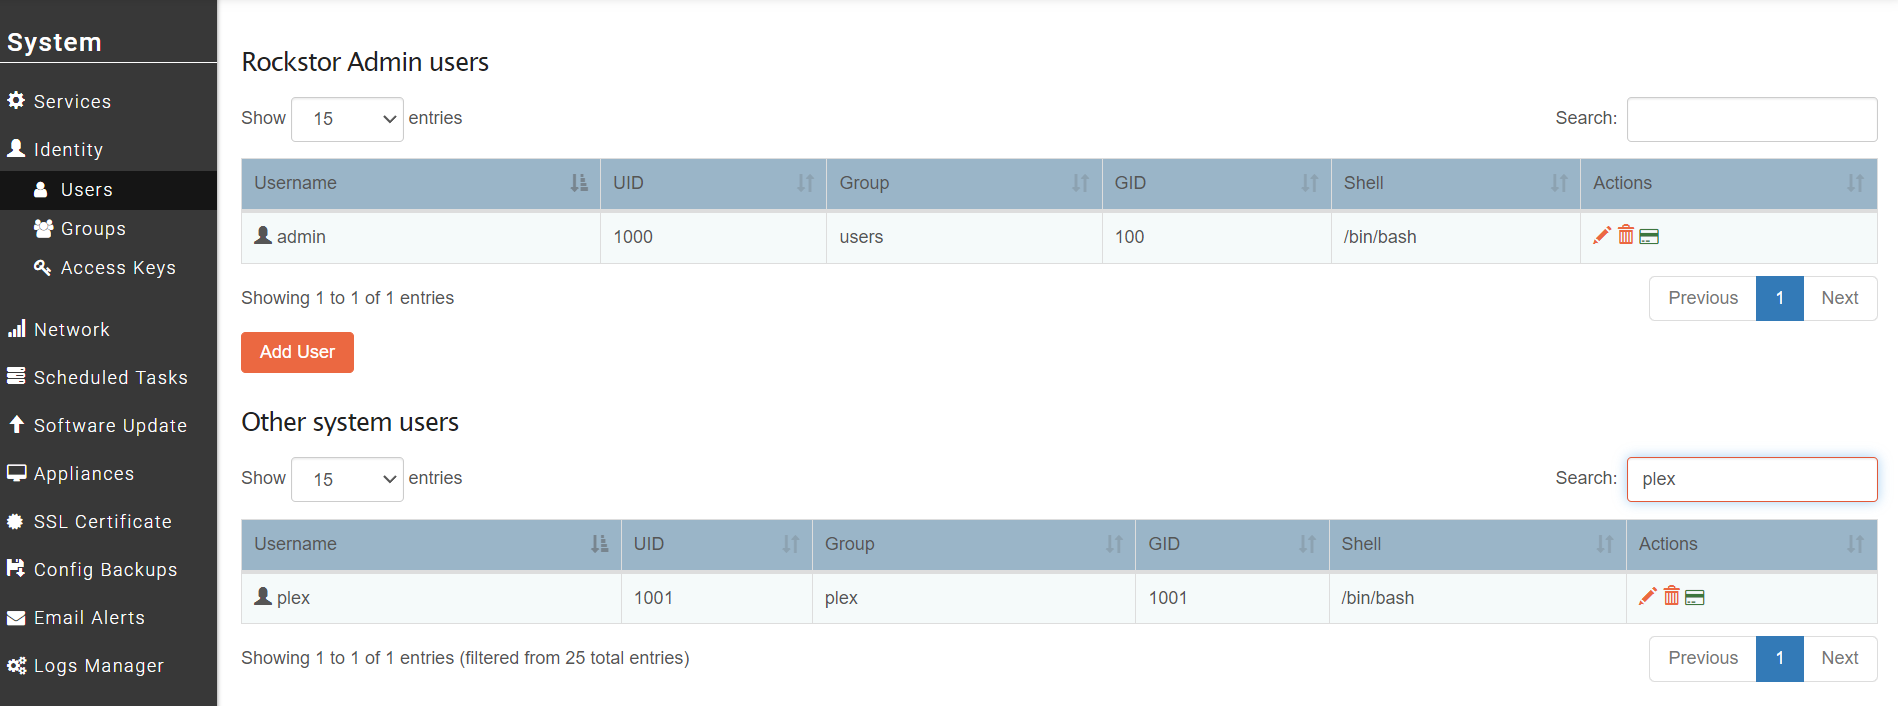 System
Services
Identity
Users
Groups
Access Keys
Network
Scheduled Tasks
Software Update
Appliances
SSL Certificate
Config Backups
Email Alerts
Logs Manager
Rockstor Admin users
Show 15 entries Search:
Username UID Group GID Shell Actions
admin 1000 users 100 /bin/bash
Showing 1 to 1 of 1 entries Previous 1 Next
Add User
Other system users
Show 15 entries Search: plex
Username UID Group GID Shell Actions
plex 1001 plex 1001 /bin/bash
Showing 1 to 1 of 1 entries (filtered from 25 total entries) Previous 1 Next